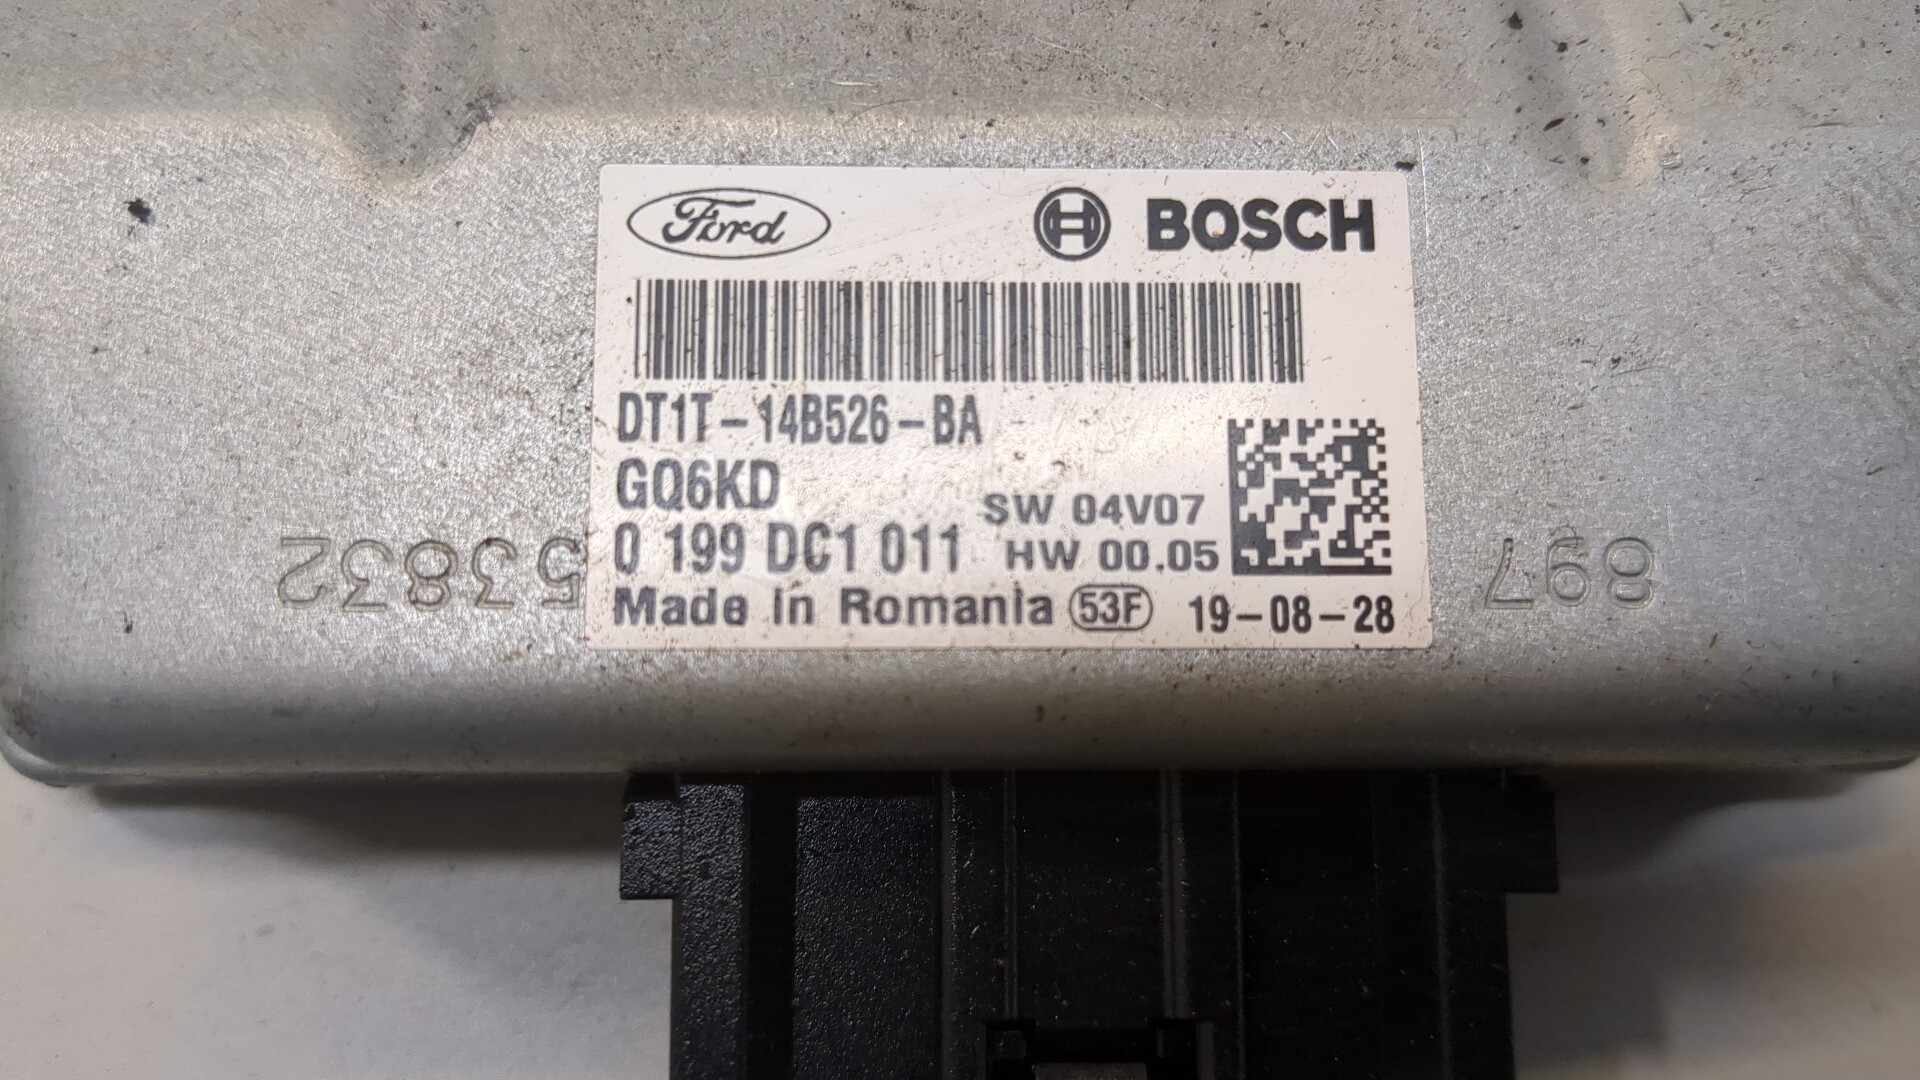 Ford BOSCH
DT1T-14B526-BA
GQ6KD
SW 04V07
0 199 DC1 011 HW 00.05
Made in Romania 53F 19-08-28
53832
897